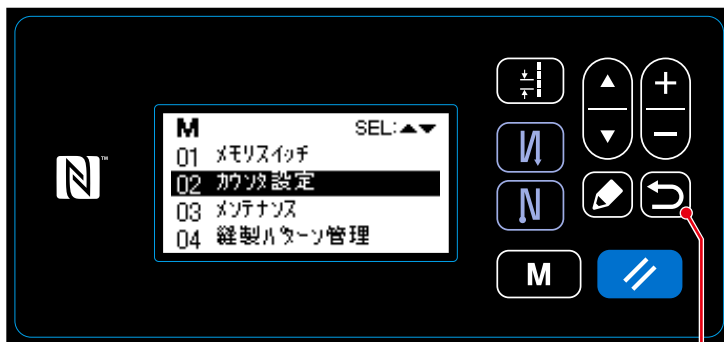 M SEL:▲▼
01 メモリスイッチ
02 カウンタ設定
03 メンテナンス
04 縫製パターン管理
M